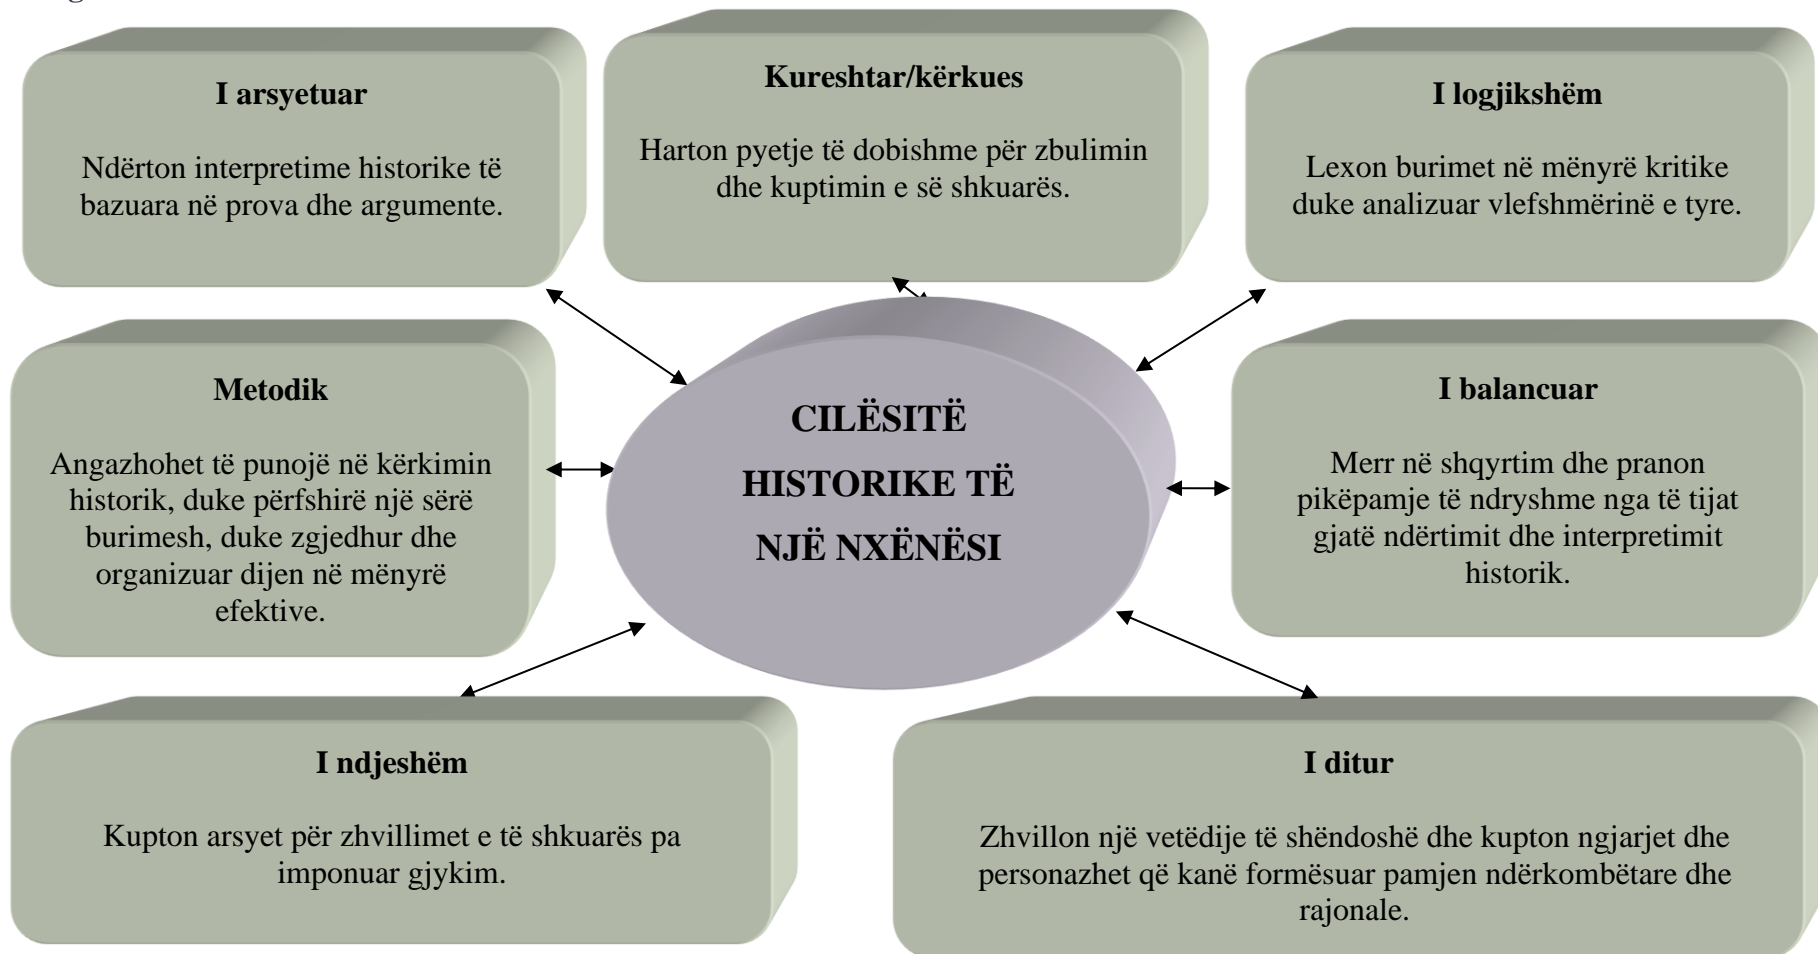 I arsyetuar
Ndërton interpretime historike të
bazuara në prova dhe argumente.
Kureshtar/kërkues
Harton pyetje të dobishme për zbulimin
dhe kuptimin e së shkuarës.
I logjikshëm
Lexon burimet në mënyrë kritike
duke analizuar vlefshmërinë e tyre.
Metodik
Angazhohet të punojë në kërkimin
historik, duke përfshirë një sërë
burimesh, duke zgjedhur dhe
organizuar dijen në mënyrë
efektive.
CILËSITË
HISTORIKE TË
NJË NXËNËSI
I balancuar
Merr në shqyrtim dhe pranon
pikëpamje të ndryshme nga të tijat
gjatë ndërtimit dhe interpretimit
historik.
I ndjeshëm
Kupton arsyet për zhvillimet e të shkuarës pa
imponuar gjykim.
I ditur
Zhvillon një vetëdije të shëndoshë dhe kupton ngjarjet dhe
personazhet që kanë formësuar pamjen ndërkombëtare dhe
rajonale.